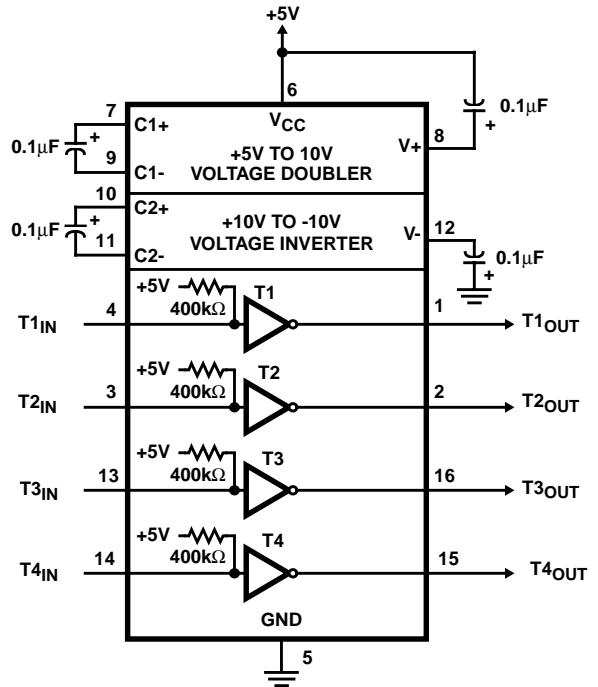 +5V
6
7
C1+
VCC
0.1μF
+
0.1μF
+
9
C1-
+5V TO 10V
VOLTAGE DOUBLER
V+
8
10
C2+
0.1μF
+
11
C2-
+10V TO -10V
VOLTAGE INVERTER
V-
12
0.1μF
+
+5V
400kΩ
T1
T1IN
4
1
T1OUT
+5V
400kΩ
T2
T2IN
3
2
T2OUT
+5V
400kΩ
T3
T3IN
13
16
T3OUT
+5V
400kΩ
T4
T4IN
14
15
T4OUT
GND
5